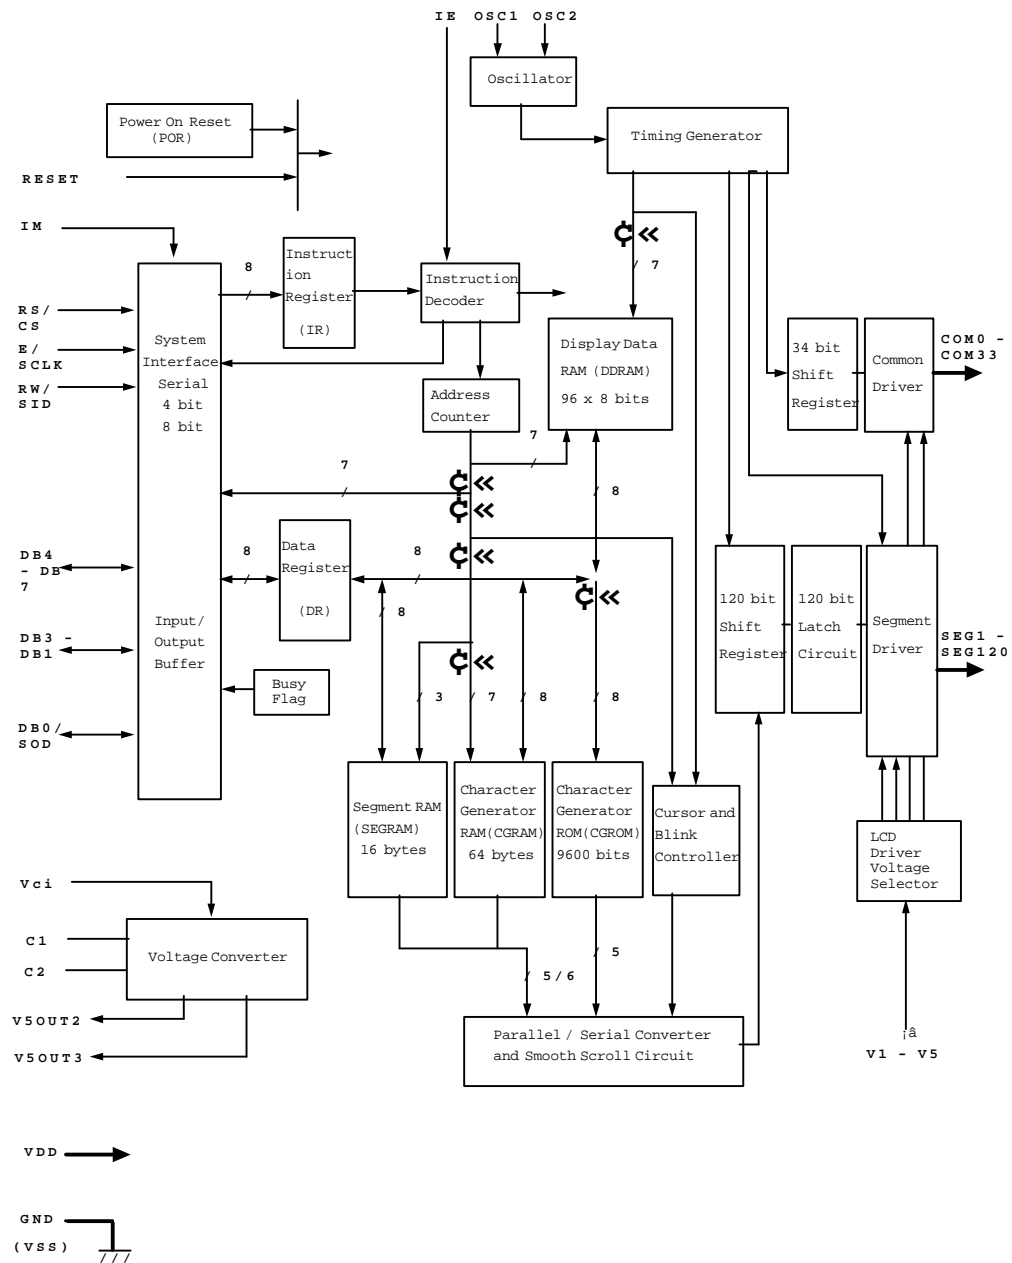 IE OSC1 OSC2
Oscillator
Power On Reset
(POR)
Timing Generator
RESET
IM
¢ «
7
8
Instruct
ion
Register
(IR)
Instruction
Decoder
RS/
CS
E/
SCLK
RW/
SID
System
Interface
Serial
4 bit
8 bit
Display Data
RAM (DDRAM)
96 x 8 bits
34 bit
Shift
Register
Common
Driver
COM0 -
COM33
Address
Counter
7
7
¢ «
¢ «
8
DB4
- DB
7
8
Data
Register
(DR)
8
¢ «
¢ «
8
120 bit
Shift
Register
120 bit
Latch
Circuit
Segment
Driver
SEG1 -
SEG120
DB3 -
DB1
Input/
Output
Buffer
¢ «
Busy
Flag
3
7
8
8
DB0/
SOD
Segment RAM
(SEGRAM)
16 bytes
Character
Generator
RAM(CGRAM)
64 bytes
Character
Generator
ROM(CGROM)
9600 bits
Cursor and
Blink
Controller
LCD
Driver
Voltage
Selector
Vci
C1
C2
Voltage Converter
5/6
5
V5OUT2
V5OUT3
Parallel / Serial Converter
and Smooth Scroll Circuit
¡â
V1 - V5
VDD
GND
(VSS)